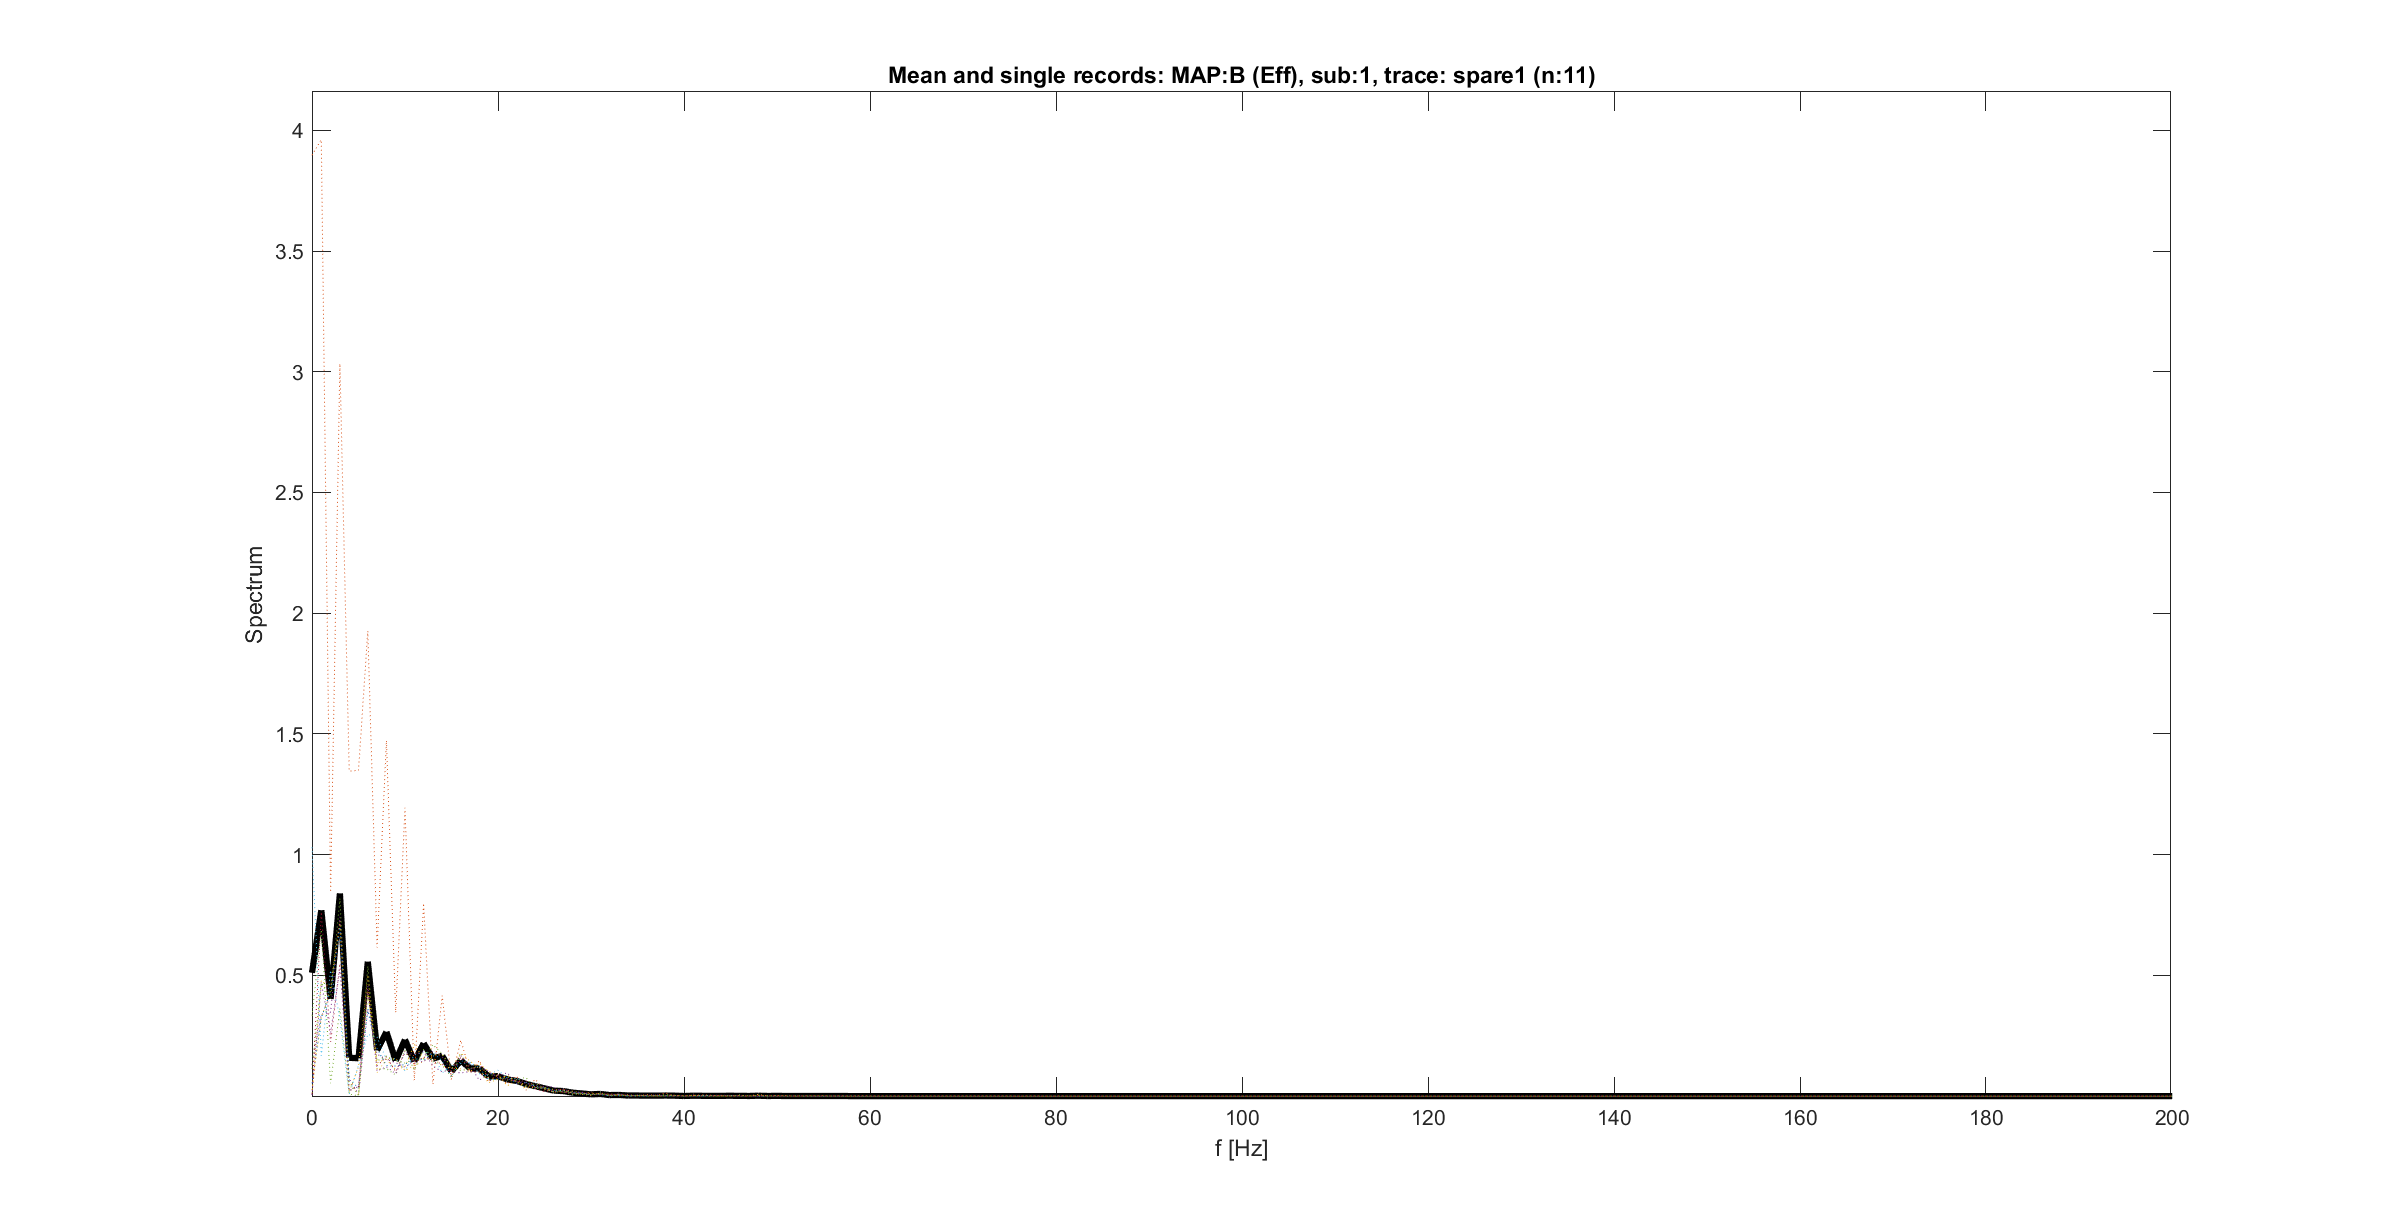 Mean and single records: MAP:B (Eff), sub:1, trace: spare1 (n:11)
4
3.5
3
2.5
2
1.5
1
0.5
Spectrum
0 20 40 60 80 100 120 140 160 180 200
f [Hz]